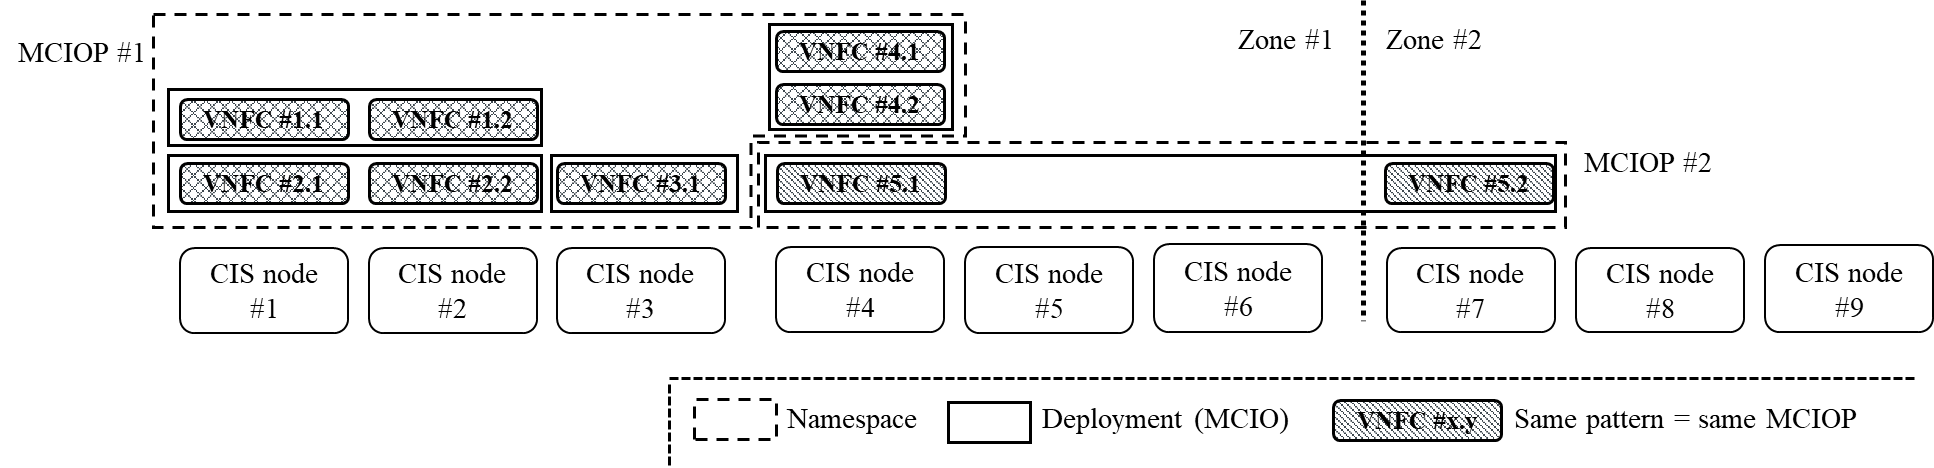 MCIOP #1
VNFC #4.1
Zone #1
Zone #2
VNFC #4.2
VNFC #1.1
VNFC #1.2
VNFC #2.1
VNFC #2.2
VNFC #3.1
VNFC #5.1
VNFC #5.2
MCIOP #2
CIS node
#1
CIS node
#2
CIS node
#3
CIS node
#4
CIS node
#5
CIS node
#6
CIS node
#7
CIS node
#8
CIS node
#9
Namespace
Deployment (MCIO)
VNFC #x.y
Same pattern = same MCIOP